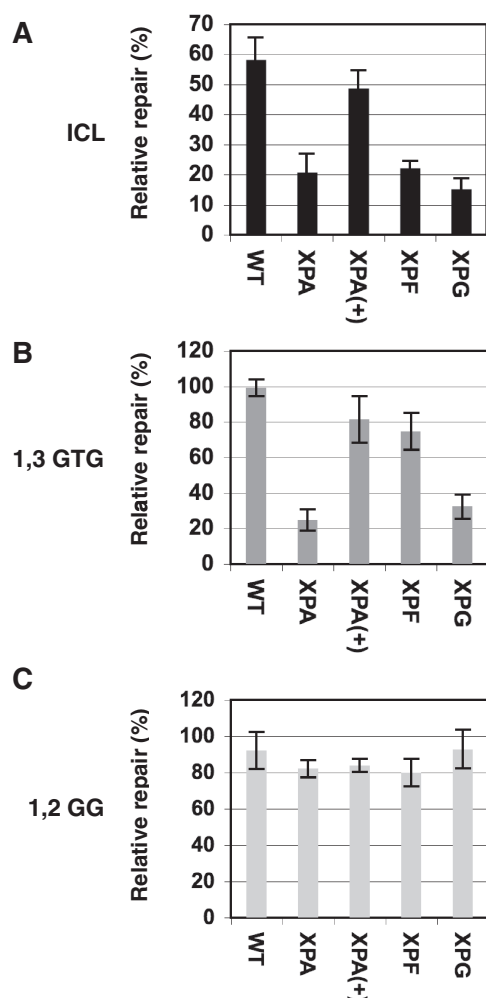 A
ICL
Relative repair (%)
70
60
50
40
30
20
10
0
WT
XPA
XPA(+)
XPF
XPG
B
1,3 GTG
Relative repair (%)
120
100
80
60
40
20
0
WT
XPA
XPA(+)
XPF
XPG
C
1,2 GG
Relative repair (%)
120
100
80
60
40
20
0
WT
XPA
XPA(+)
XPF
XPG